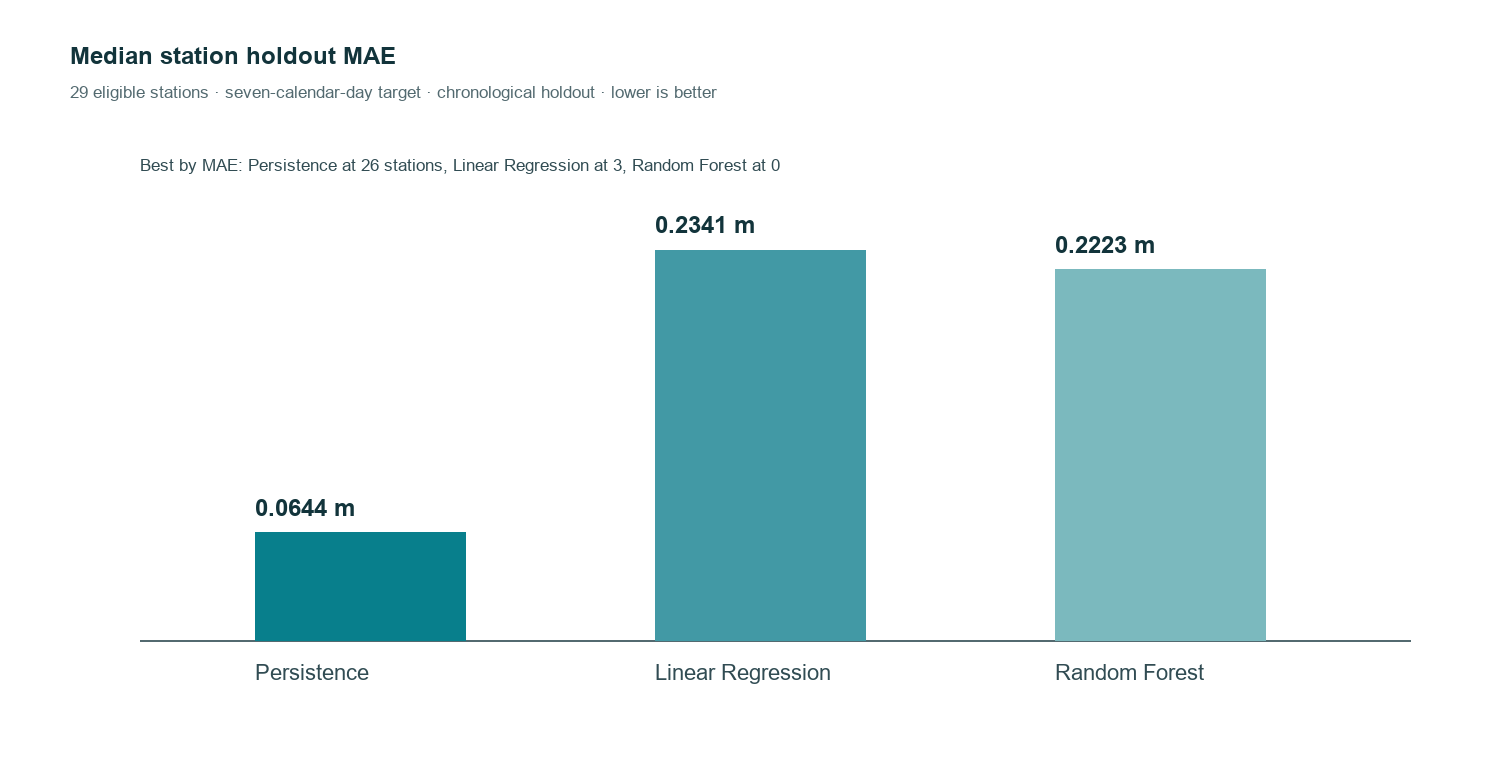 Median station holdout MAE
29 eligible stations · seven-calendar-day target · chronological holdout · lower is better
Best by MAE: Persistence at 26 stations, Linear Regression at 3, Random Forest at 0
0.2341 m
0.2223 m
0.0644 m
Persistence
Linear Regression
Random Forest